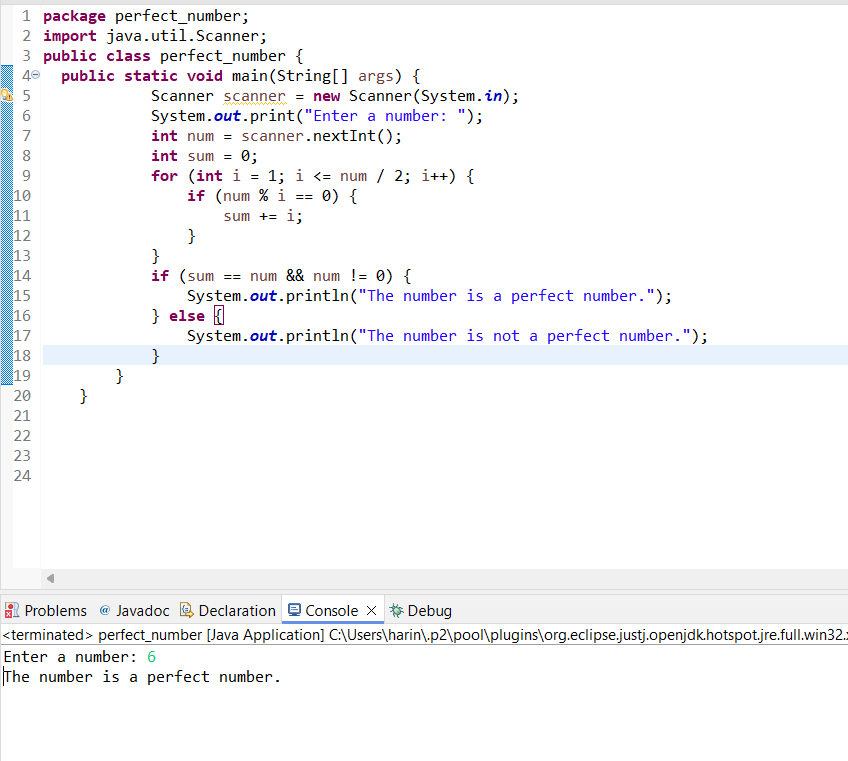 1 package perfect_number;
2 import java.util.Scanner;
3 public class perfect_number {
4 public static void main(String[] args) {
5 Scanner scanner = new Scanner(System.in);
6 System.out.print("Enter a number: ");
7 int num = scanner.nextInt();
8 int sum = 0;
9 for (int i = 1; i <= num / 2; i++) {
10 if (num % i == 0) {
11 sum += i;
12 }
13 }
14 if (sum == num && num != 0) {
15 System.out.println("The number is a perfect number.");
16 } else {
17 System.out.println("The number is not a perfect number.");
18 }
19 }
20 }
21
22
23
24
Problems @ Javadoc Declaration Console Debug
<terminated> perfect_number [Java Application] C:\Users\harin\.p2\pool\plugins\org.eclipse.justj.openjdk.hotspot.jre.full.win32.
Enter a number: 6
The number is a perfect number.